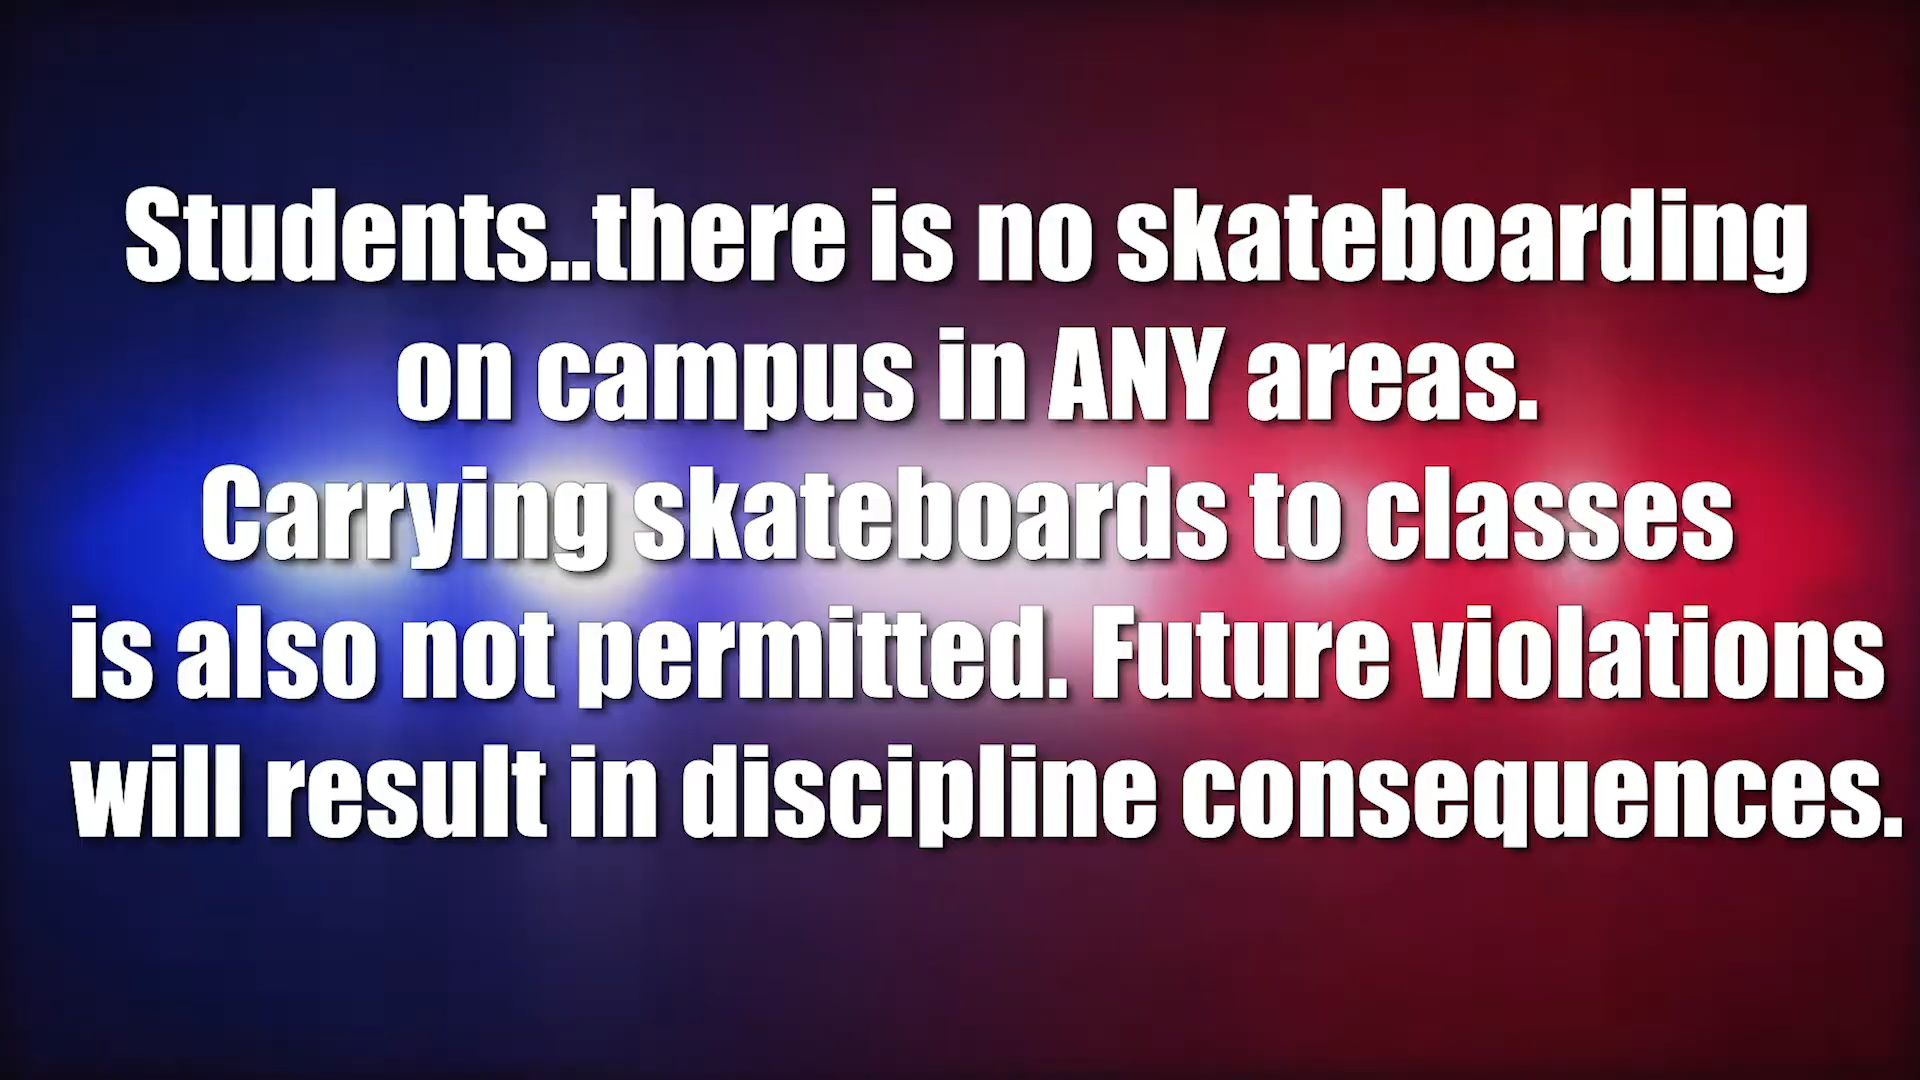 Students..there is no skateboarding
on campus in ANY areas.
Carrying skateboards to classes
is also not permitted. Future violations
will result in discipline consequences.